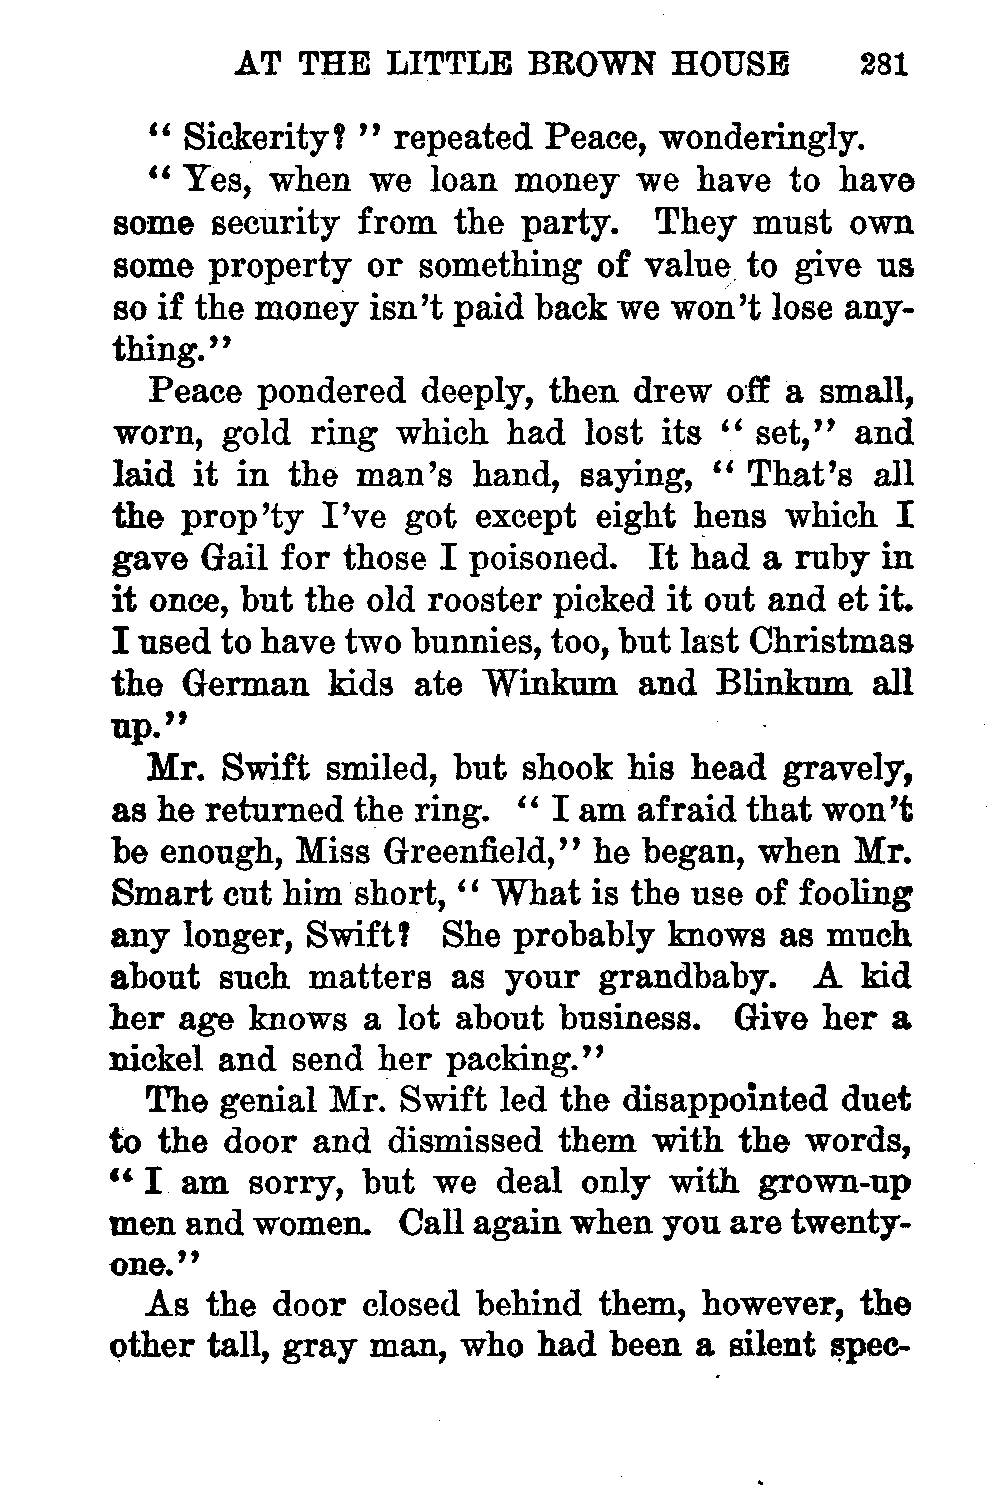 AT THE LITTLE BROWN HOUSE 281
“ Sickerity? ” repeated Peace, wonderingly.
“ Yes, when we loan money we have to have
some security from the party. They must own
some property or something of value to give us
so if the money isn’t paid back we won’t lose any-
thing.”
Peace pondered deeply, then drew off a small,
worn, gold ring which had lost its “ set,” and
laid it in the man’s hand, saying, “ That’s all
the prop’ty I’ve got except eight hens which I
gave Gail for those I poisoned. It had a ruby in
it once, but the old rooster picked it out and et it.
I used to have two bunnies, too, but last Christmas
the German kids ate Winkum and Blinkum all
up.”
Mr. Swift smiled, but shook his head gravely,
as he returned the ring. “ I am afraid that won’t
be enough, Miss Greenfield,” he began, when Mr.
Smart cut him short, “ What is the use of fooling
any longer, Swift? She probably knows as much
about such matters as your grandbaby. A kid
her age knows a lot about business. Give her a
nickel and send her packing.”
The genial Mr. Swift led the disappointed duet
to the door and dismissed them with the words,
“ I am sorry, but we deal only with grown-up
men and women. Call again when you are twenty-
one.”
As the door closed behind them, however, the
other tall, gray man, who had been a silent spec-